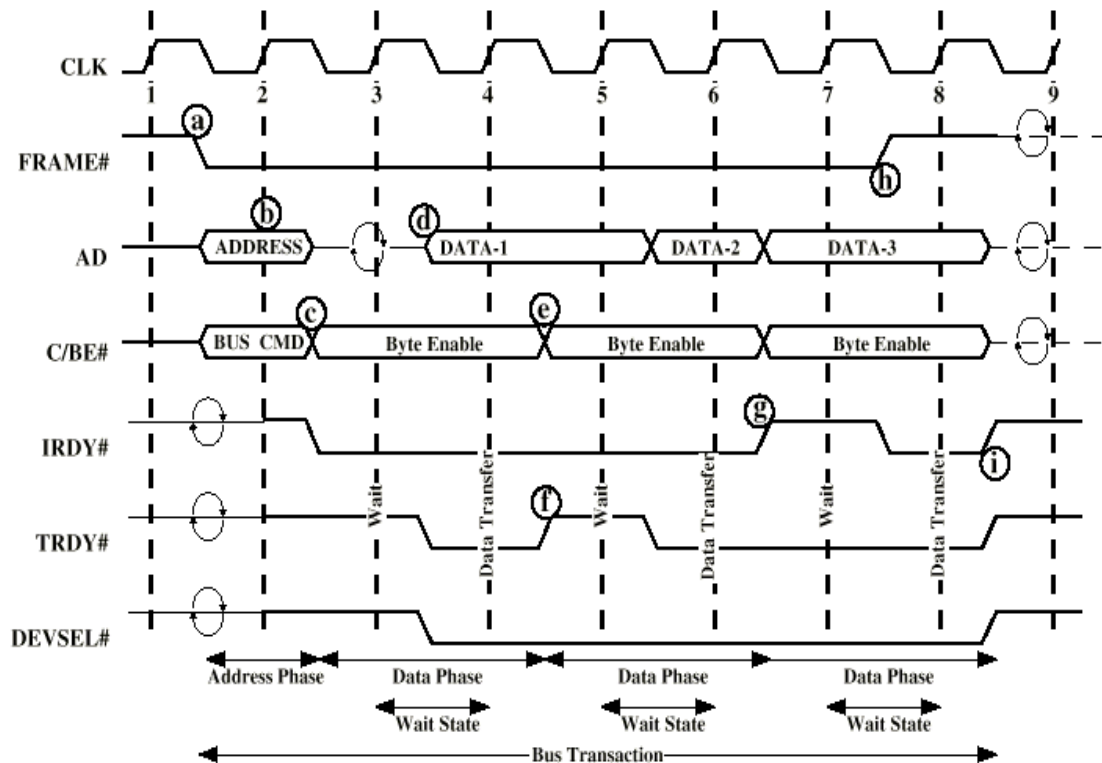 CLK
1 2 3 4 5 6 7 8 9
a
FRAME#
h
b d
AD ADDRESS DATA-1 DATA-2 DATA-3
c e
C/BE# BUS CMD Byte Enable Byte Enable Byte Enable
g
IRDY#
i
Wait Data Transfer Wait Data Transfer Wait Data Transfer
f
TRDY#
DEVSEL#
Address Phase Data Phase Data Phase Data Phase
Wait State Wait State Wait State
Bus Transaction